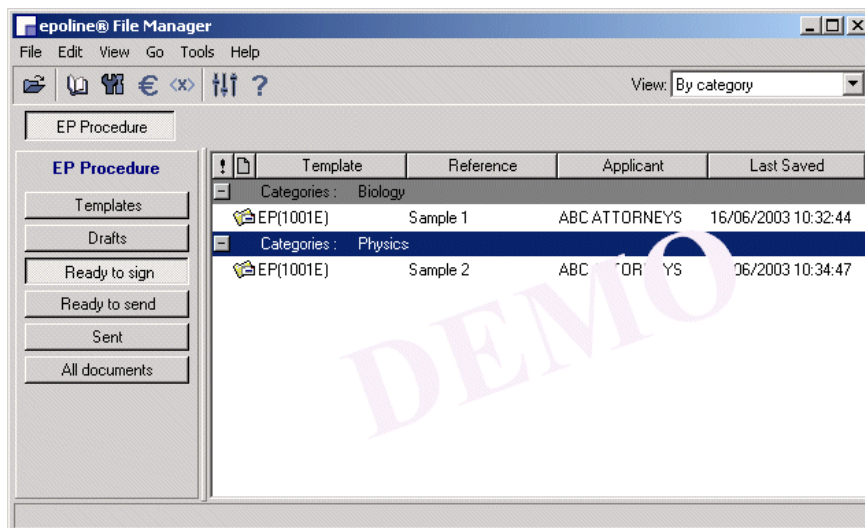 epoline® File Manager
File Edit View Go Tools Help
€ <x> ? View: By category
EP Procedure
EP Procedure ! Template Reference Applicant Last Saved
Templates
Drafts
Ready to sign
Ready to send
Sent
All documents
Categories : Biology
EP(1001E) Sample 1 ABC ATTORNEYS 16/06/2003 10:32:44
Categories : Physics
EP(1001E) Sample 2 ABC 06/2003 10:34:47
DEMO